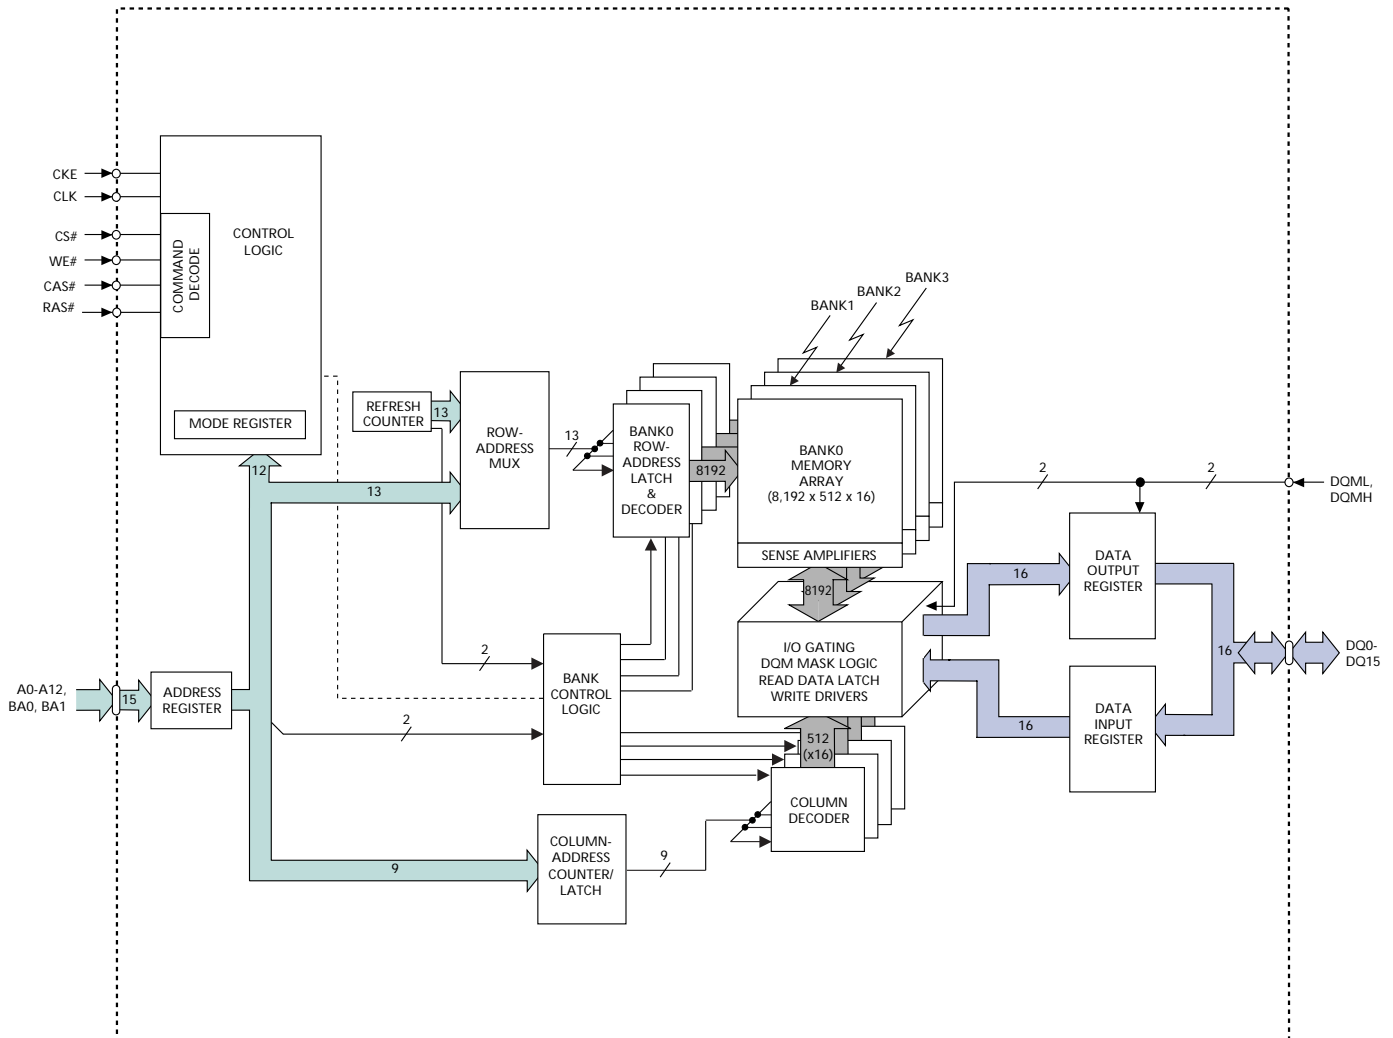 CKE
CLK
CS#
WE#
CAS#
RAS#
CONTROL
LOGIC
COMMAND
DECODE
MODE REGISTER
12
13
REFRESH
COUNTER
13
ROW-
ADDRESS
MUX
13
BANK0
ROW-
ADDRESS
LATCH
&
DECODER
8192
BANK1
BANK2
BANK3
BANK0
MEMORY
ARRAY
(8,192 x 512 x 16)
SENSE AMPLIFIERS
8192
I/O GATING
DQM MASK LOGIC
READ DATA LATCH
WRITE DRIVERS
2
2
DQML,
DQMH
DATA
OUTPUT
REGISTER
16
16
DQ0-
DQ15
DATA
INPUT
REGISTER
16
A0-A12,
BA0, BA1
15
ADDRESS
REGISTER
2
2
BANK
CONTROL
LOGIC
512
(x16)
COLUMN
DECODER
9
COLUMN-
ADDRESS
COUNTER/
LATCH
9